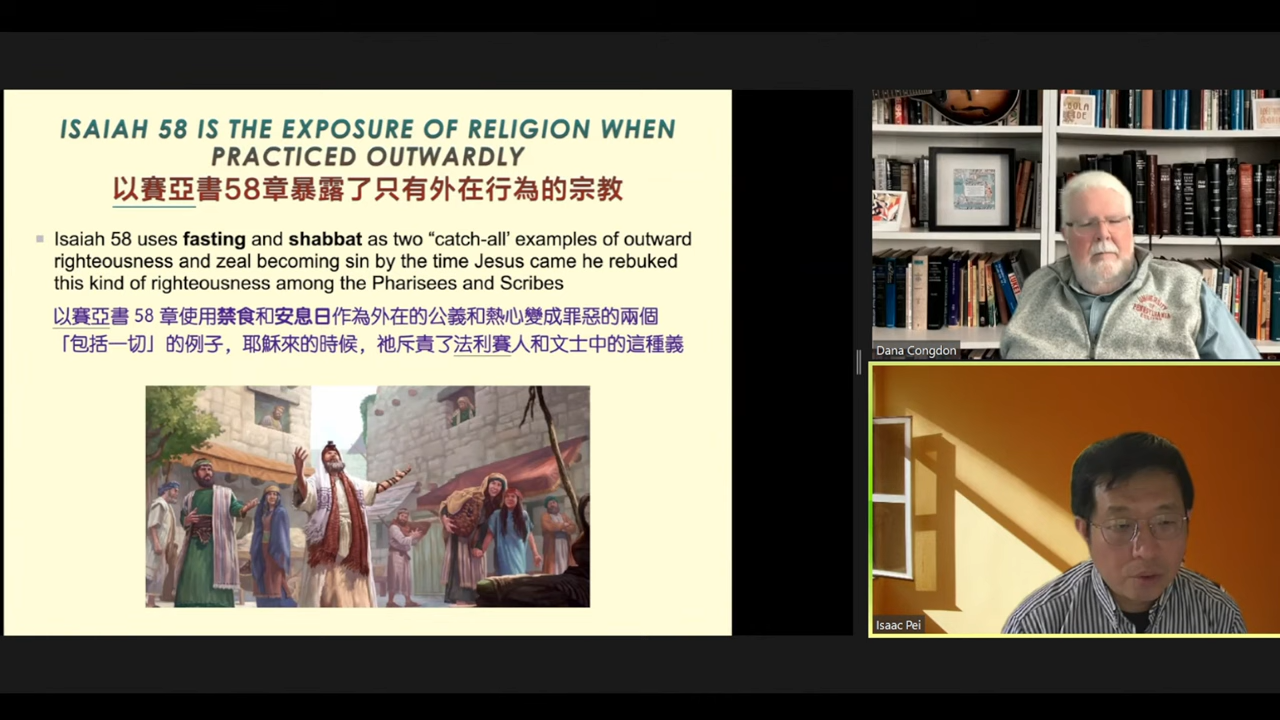 ISAIAH 58 IS THE EXPOSURE OF RELIGION WHEN
PRACTICED OUTWARDLY
以賽亞書58章暴露了只有外在行為的宗教
Isaiah 58 uses fasting and shabbat as two “catch-all’ examples of outward
righteousness and zeal becoming sin by the time Jesus came he rebuked
this kind of righteousness among the Pharisees and Scribes
以賽亞書 58 章使用禁食和安息日作為外在的公義和熱心變成罪惡的兩個
「包括一切」的例子，耶穌來的時候，祂斥責了法利賽人和文士中的這種義
Dana Congdon
Isaac Pei